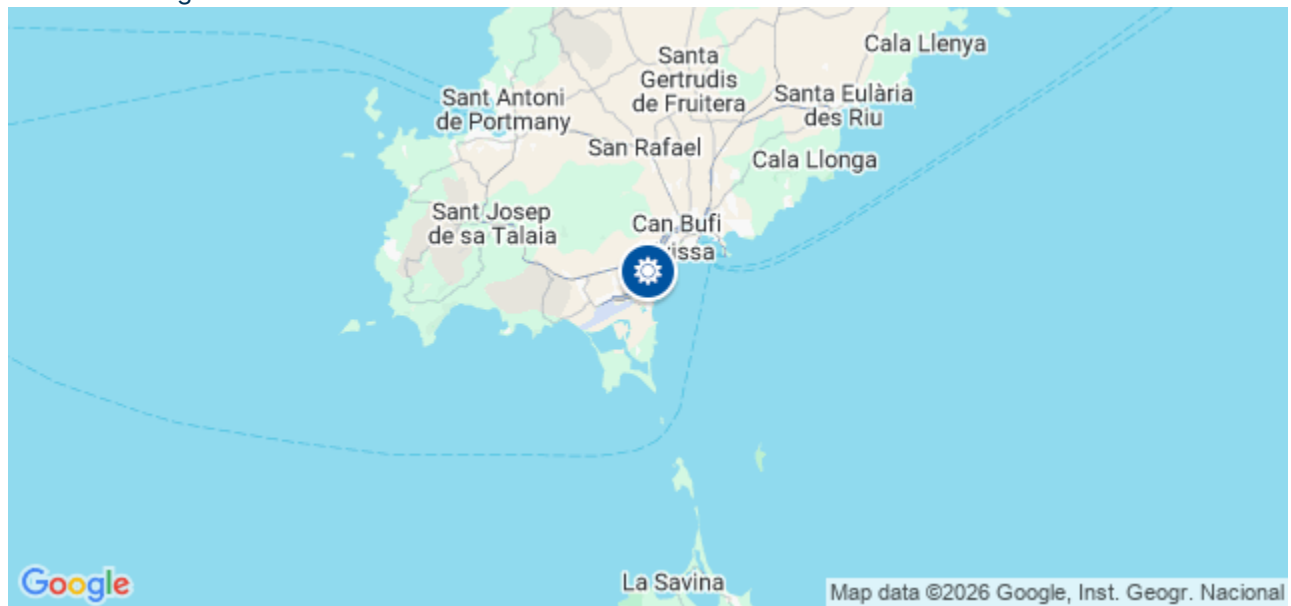 Cala Llenya
Santa
Gertrudis
de Fruitera
Sant Antoni
de Portmany
Santa Eulària
des Riu
San Rafael
Cala Llonga
Sant Josep
de sa Talaia
Can Bufi
issa
La Savina
Google
Map data ©2026 Google, Inst. Geogr. Nacional